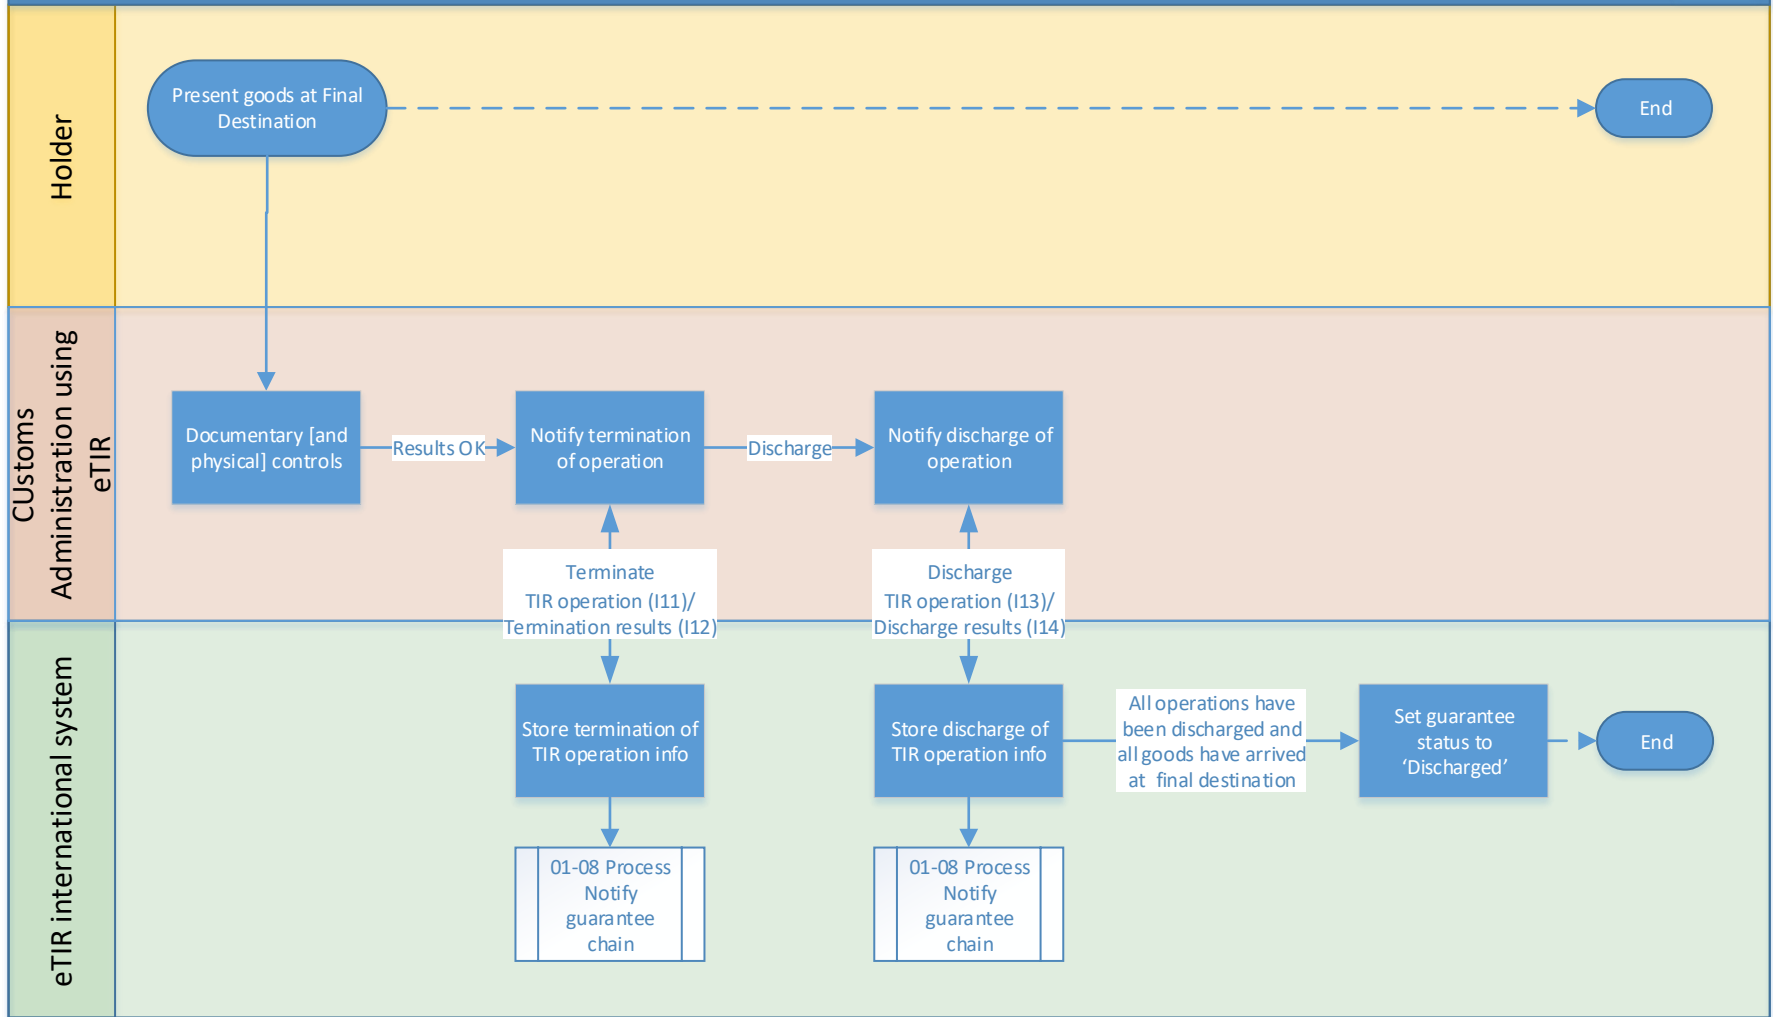 Holder
Present goods at Final
Destination
End
CUstoms
Administration using
eTIR
Documentary [and
physical] controls
Results OK
Notify termination
of operation
Discharge
Notify discharge of
operation
Terminate
TIR operation (I11)/
Termination results (I12)
Discharge
TIR operation (I13)/
Discharge results (I14)
eTIR international system
Store termination of
TIR operation info
Store discharge of
TIR operation info
All operations have
been discharged and
all goods have arrived
at final destination
Set guarantee
status to
‘Discharged’
End
01-08 Process
Notify
guarantee
chain
01-08 Process
Notify
guarantee
chain